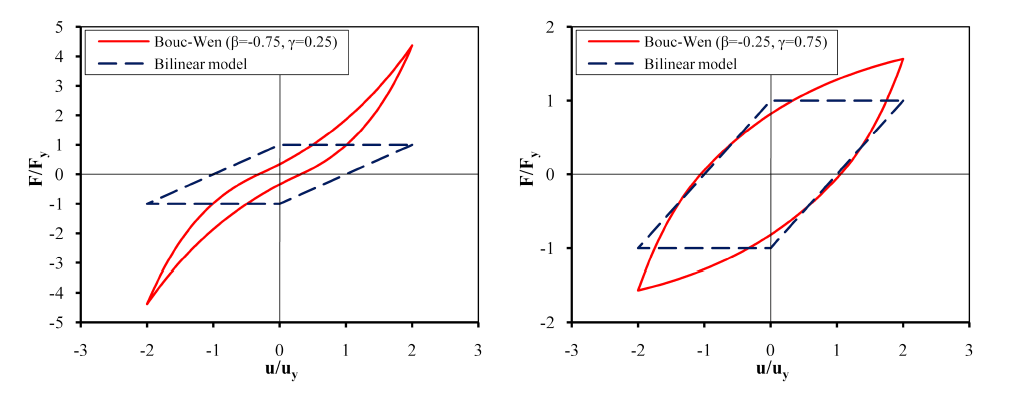 5
4
3
2
1
0
-1
-2
-3
-4
-5
F/Fy
Bouc-Wen (β=-0.75, γ=0.25)
Bilinear model
-3 -2 -1 0 1 2 3
u/uy
2
1
0
-1
-2
F/Fy
Bouc-Wen (β=-0.25, γ=0.75)
Bilinear model
-3 -2 -1 0 1 2 3
u/uy